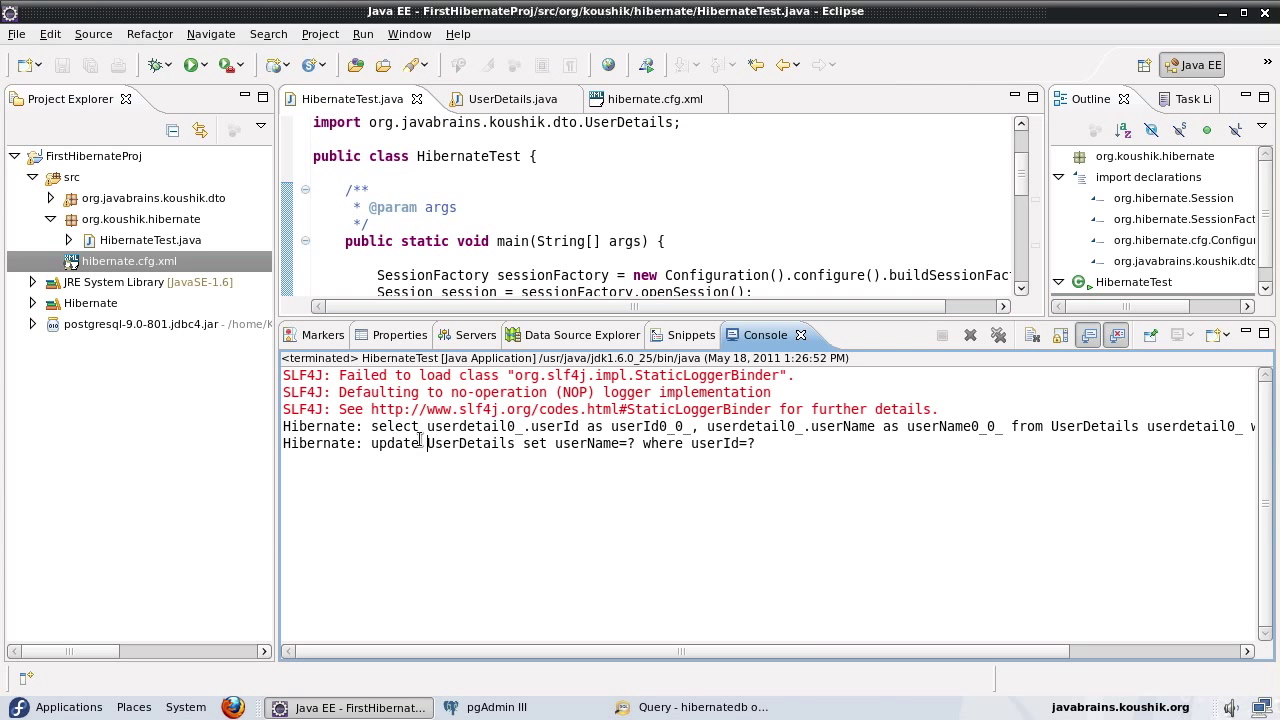 Java EE - FirstHibernateProj/src/org/koushik/hibernate/HibernateTest.java - Eclipse
File Edit Source Refactor Navigate Search Project Run Window Help
Java EE
Project Explorer
FirstHibernateProj
src
org.javabrains.koushik.dto
org.koushik.hibernate
HibernateTest.java
hibernate.cfg.xml
JRE System Library [JavaSE-1.6]
Hibernate
postgresql-9.0-801.jdbc4.jar - /home/K
HibernateTest.java UserDetails.java hibernate.cfg.xml
import org.javabrains.koushik.dto.UserDetails;
public class HibernateTest {
/**
* @param args
*/
public static void main(String[] args) {
SessionFactory sessionFactory = new Configuration().configure().buildSessionFac
Session session = sessionFactory.openSession();
Outline Task Li
org.koushik.hibernate
import declarations
org.hibernate.Session
org.hibernate.SessionFact
org.hibernate.cfg.Configur
org.javabrains.koushik.dto
HibernateTest
Markers Properties Servers Data Source Explorer Snippets Console
<terminated> HibernateTest [Java Application] /usr/java/jdk1.6.0_25/bin/java (May 18, 2011 1:26:52 PM)
SLF4J: Failed to load class "org.slf4j.impl.StaticLoggerBinder".
SLF4J: Defaulting to no-operation (NOP) logger implementation
SLF4J: See http://www.slf4j.org/codes.html#StaticLoggerBinder for further details.
Hibernate: select userdetail0_.userId as userId0_0_, userdetail0_.userName as userName0_0_ from UserDetails userdetail0_ w
Hibernate: update UserDetails set userName=? where userId=?
Applications Places System Java EE - FirstHibernat... pgAdmin III Query - hibernatedb o... javabrains.koushik.org